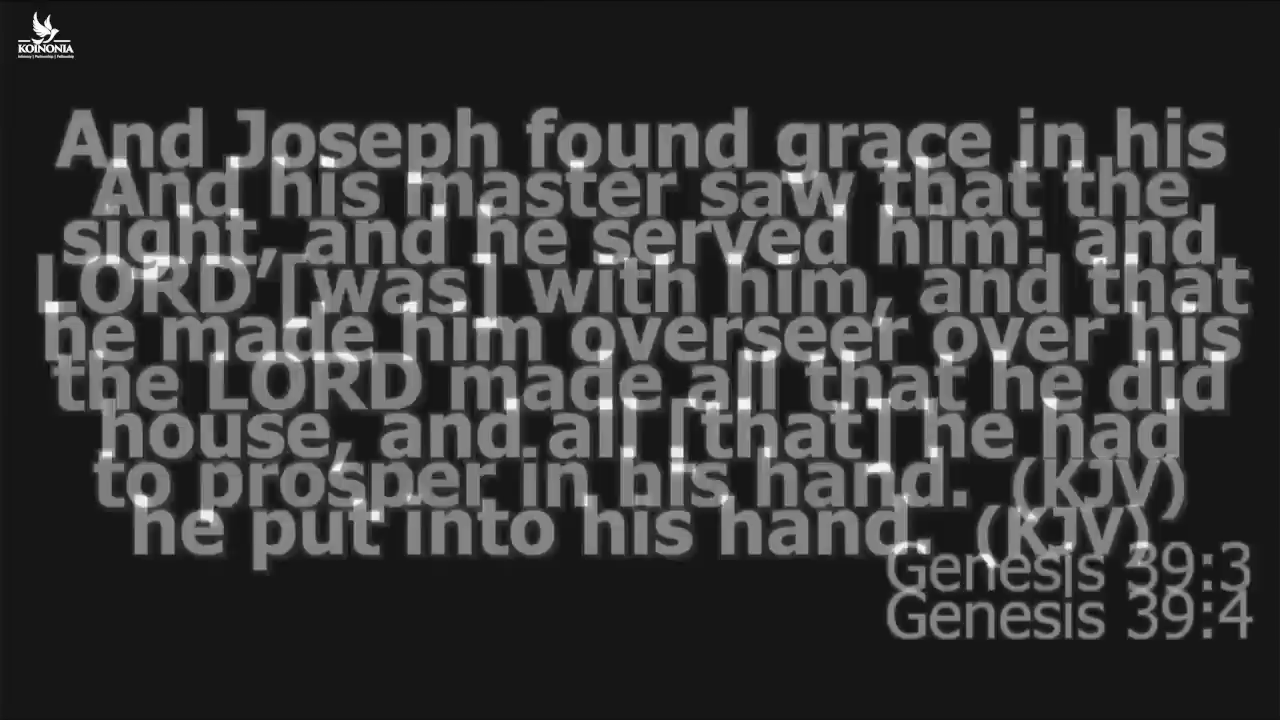 KOINONIA
And Joseph found grace in his
And his master saw that the
sight, and he served him: and
LORD [was] with him, and that
he made him overseer over his
the LORD made all that he did
house, and all [that] he had
to prosper in his hand. (KJV)
he put into his hand. (KJV)
Genesis 39:3
Genesis 39:4